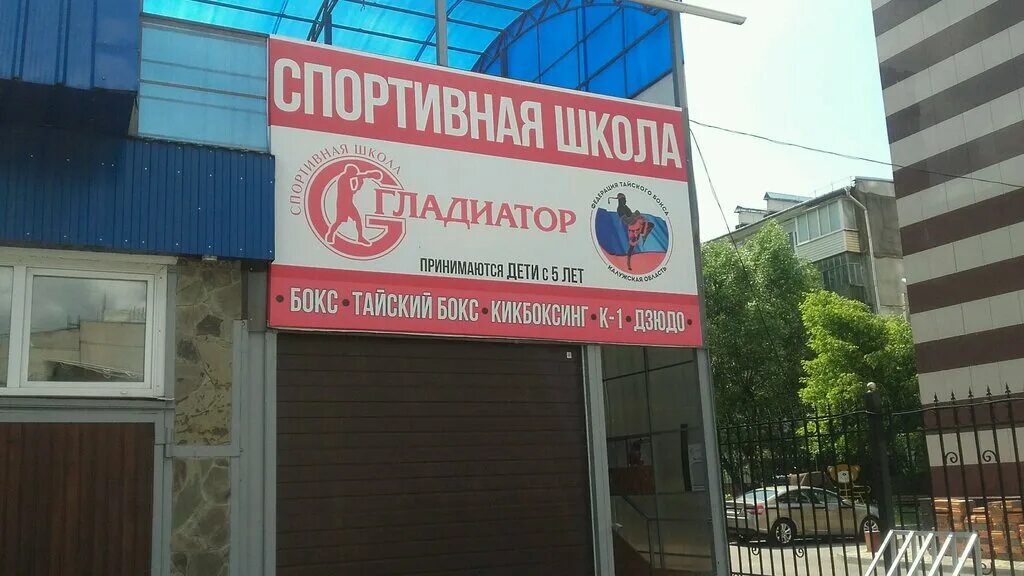 СПОРТИВНАЯ ШКОЛА
СПОРТИВНАЯ ШКОЛА
ГЛАДИАТОР
ФЕДЕРАЦИЯ ТАЙСКОГО БОКСА
КАЛУЖСКАЯ ОБЛАСТЬ
ПРИНИМАЮТСЯ ДЕТИ С 5 ЛЕТ
• БОКС • ТАЙСКИЙ БОКС • КИКБОКСИНГ • К-1 • ДЗЮДО •